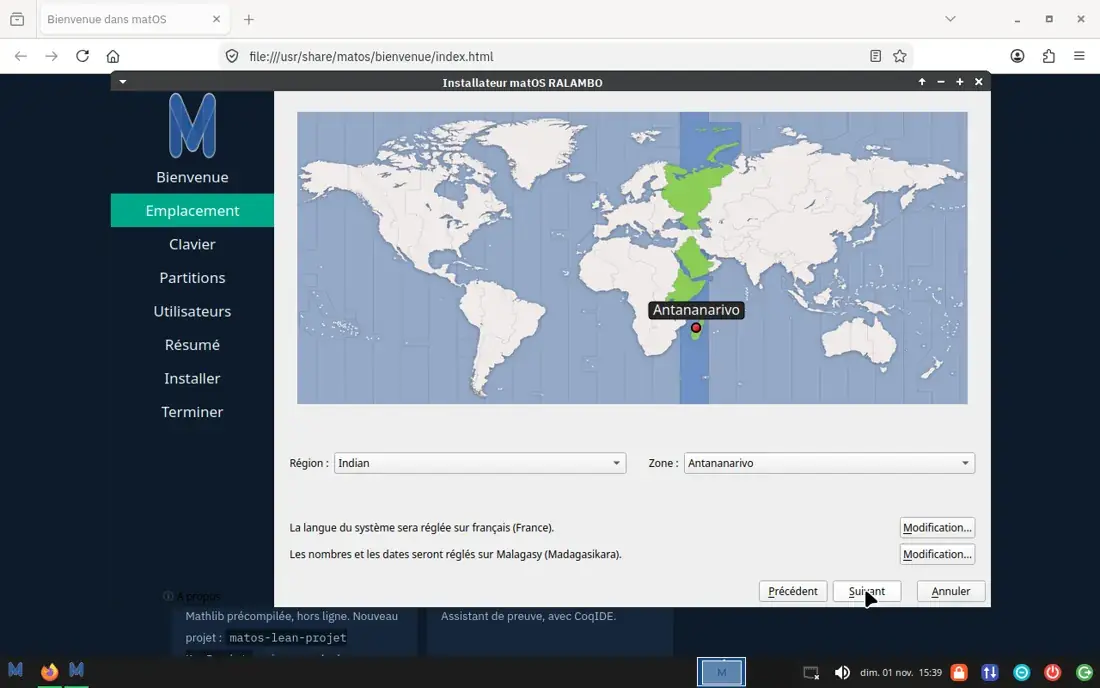 Bienvenue dans matOS
file:///usr/share/matos/bienvenue/index.html
Installateur matOS RALAMBO
Bienvenue
Emplacement
Clavier
Partitions
Utilisateurs
Résumé
Installer
Terminer
Antananarivo
Région : Indian
Zone : Antananarivo
La langue du système sera réglée sur français (France).
Modification...
Les nombres et les dates seront réglés sur Malagasy (Madagasikara).
Modification...
Précédent
Suivant
Annuler
À propos
Mathlib précompilée, hors ligne. Nouveau
projet : matos-lean-projet
Assistant de preuve, avec CoqIDE.
dim. 01 nov. 15:39